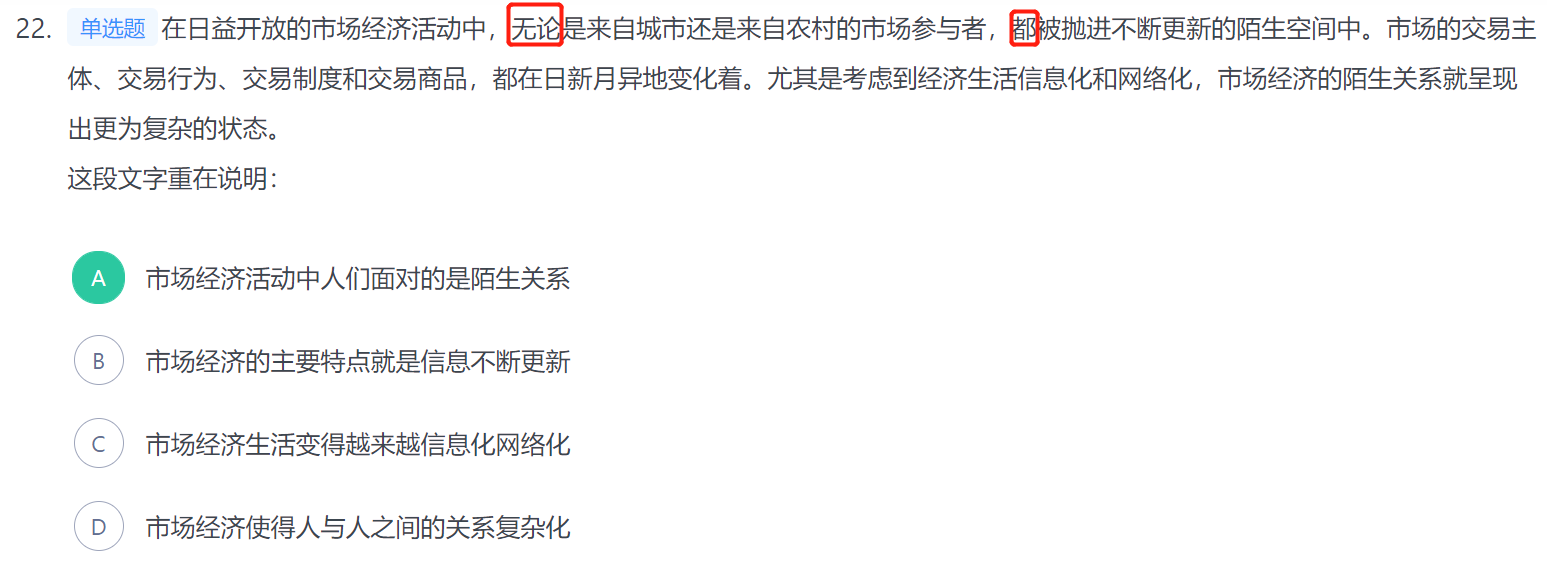 22. 单选题 在日益开放的市场经济活动中，无论是来自城市还是来自农村的市场参与者，都被抛进不断更新的陌生空间中。市场的交易主
体、交易行为、交易制度和交易商品，都在日新月异地变化着。尤其是考虑到经济生活信息化和网络化，市场经济的陌生关系就呈现
出更为复杂的状态。
这段文字重在说明：
A 市场经济活动中人们面对的是陌生关系
B 市场经济的主要特点就是信息不断更新
C 市场经济生活变得越来越信息化网络化
D 市场经济使得人与人之间的关系复杂化